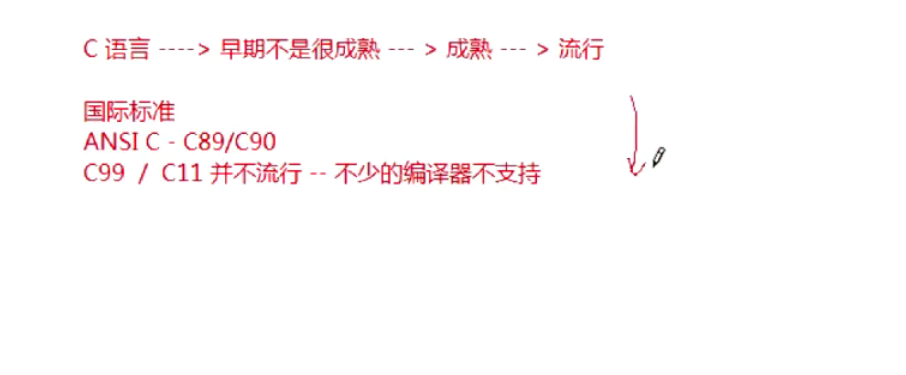 C 语言 ----> 早期不是很成熟 --- > 成熟 --- > 流行
国际标准
ANSI C - C89/C90
C99 / C11 并不流行 -- 不少的编译器不支持